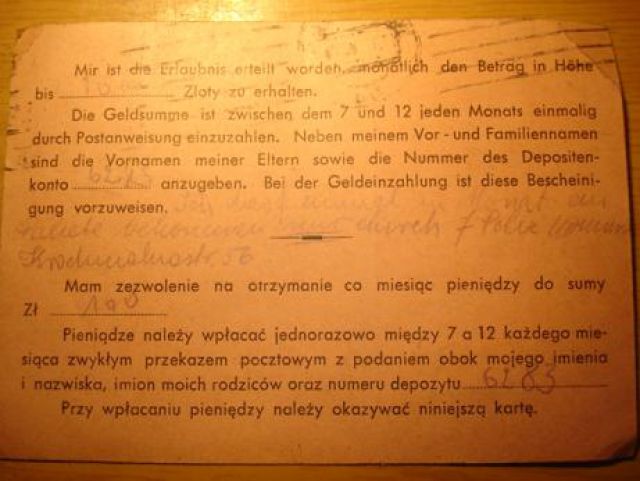 Mir ist die Erlaubnis erteilt worden, monatlich den Betrag in Höhe
bis Zloty zu erhalten.
Die Geldsumme ist zwischen dem 7 und 12 jeden Monats einmalig
durch Postanweisung einzuzahlen. Neben meinem Vor- und Familiennamen
sind die Vornamen meiner Eltern sowie die Nummer des Depositen-
konto 6283 anzugeben. Bei der Geldeinzahlung ist diese Bescheini-
gung vorzuweisen. Ich
durch
56
Mam zezwolenie na otrzymanie co miesiąc pieniędzy do sumy
Zł 100
Pieniądze należy wpłacać jednorazowo między 7 a 12 każdego mie-
siąca zwykłym przekazem pocztowym z podaniem obok mojego imienia
i nazwiska, imion moich rodziców oraz numeru depozytu 6283
Przy wpłacaniu pieniędzy należy okazywać niniejszą kartę.